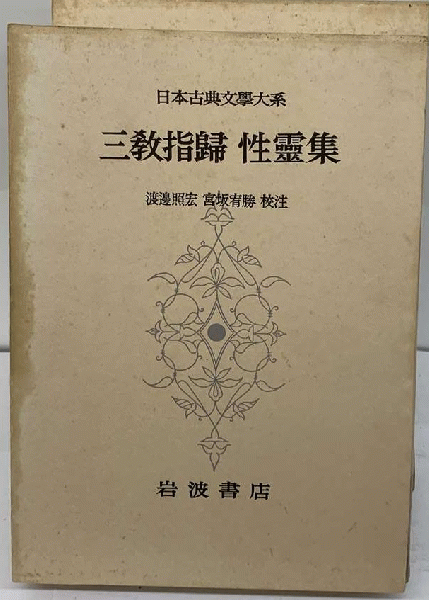 日本古典文學大系
三教指歸 性靈集
渡邊照宏 宮坂宥勝 校注
岩波書店